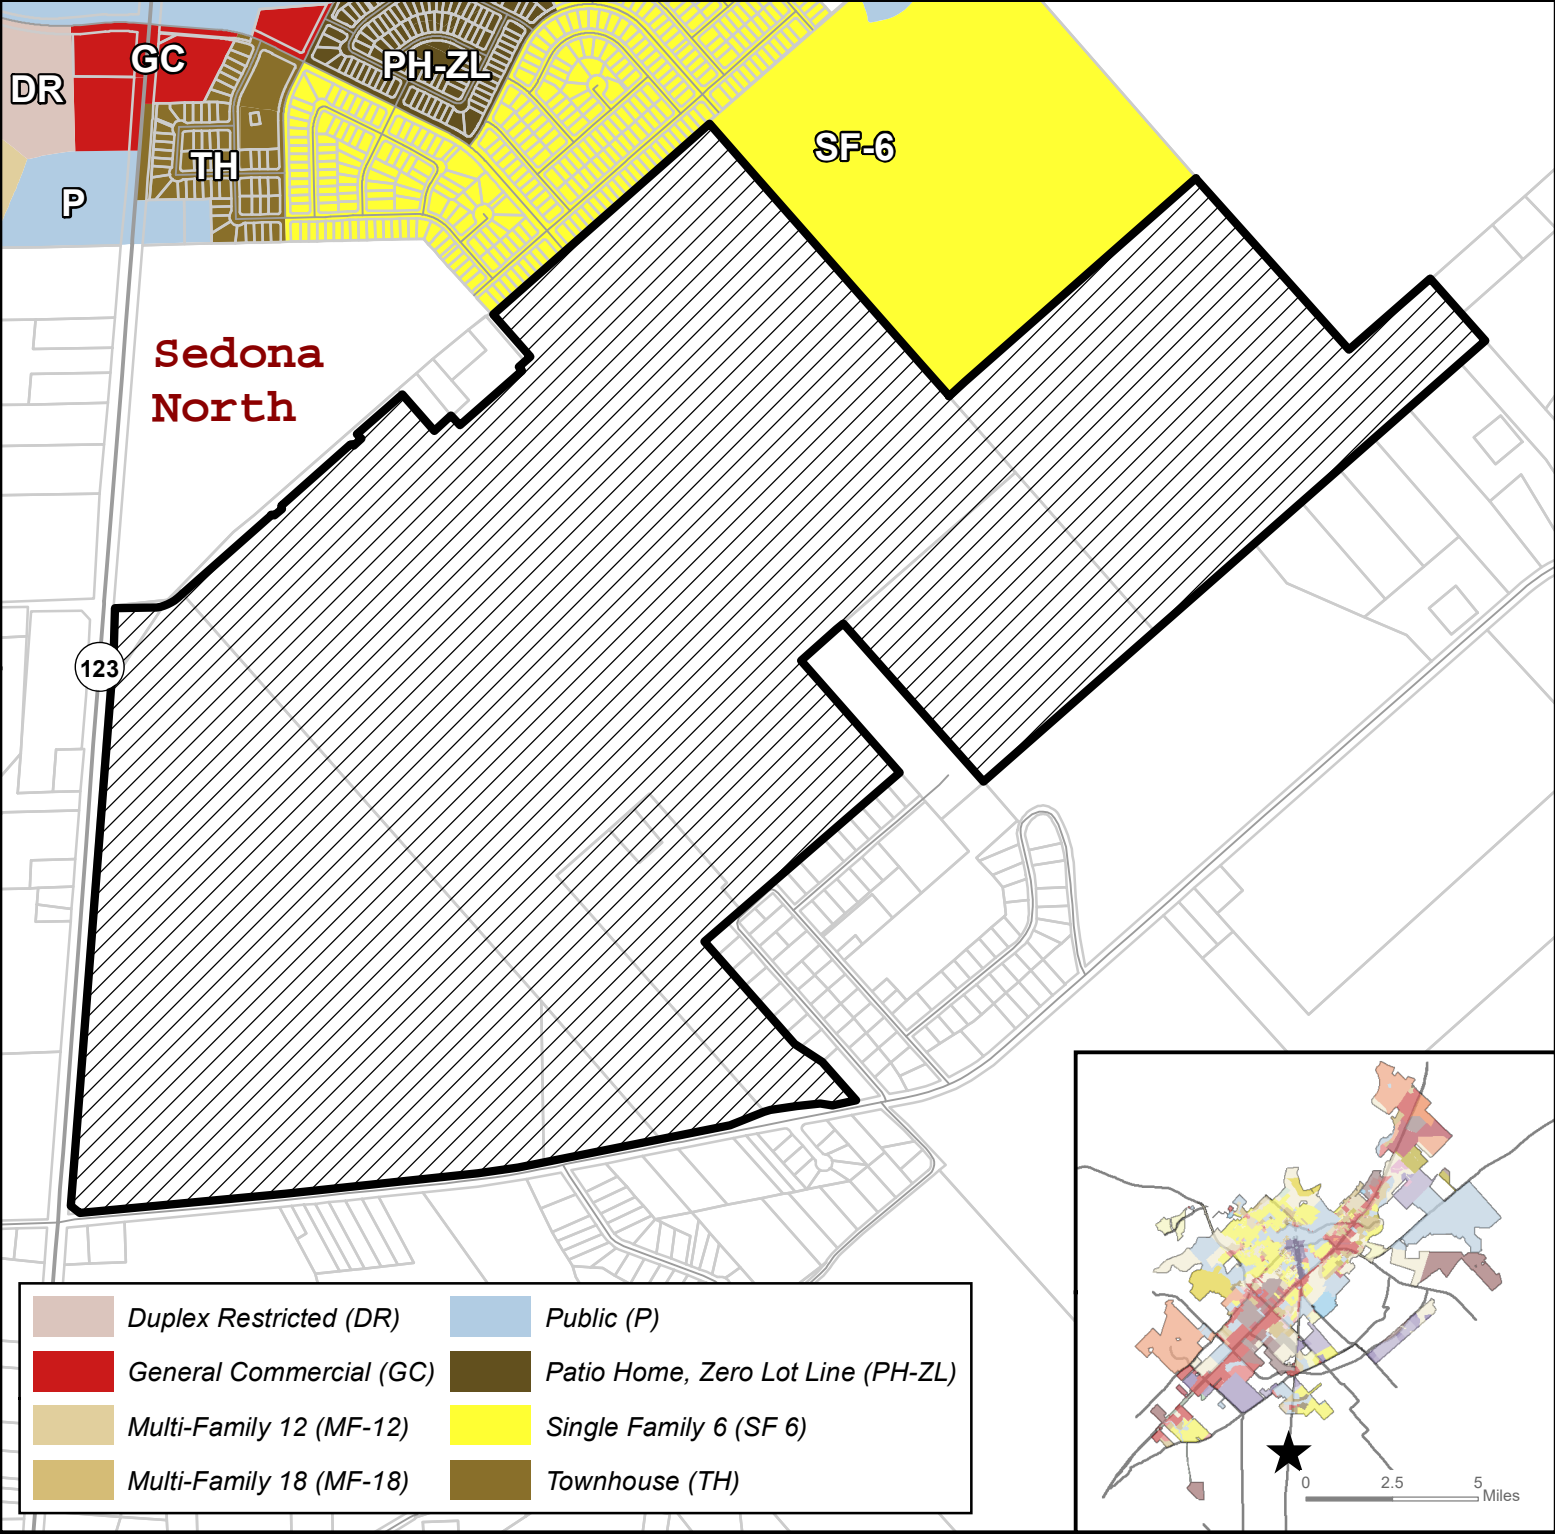 GC
PH-ZL
DR
SF-6
TH
P
Sedona
North
123
Duplex Restricted (DR)
General Commercial (GC)
Multi-Family 12 (MF-12)
Multi-Family 18 (MF-18)
Public (P)
Patio Home, Zero Lot Line (PH-ZL)
Single Family 6 (SF 6)
Townhouse (TH)
0 2.5 5
Miles